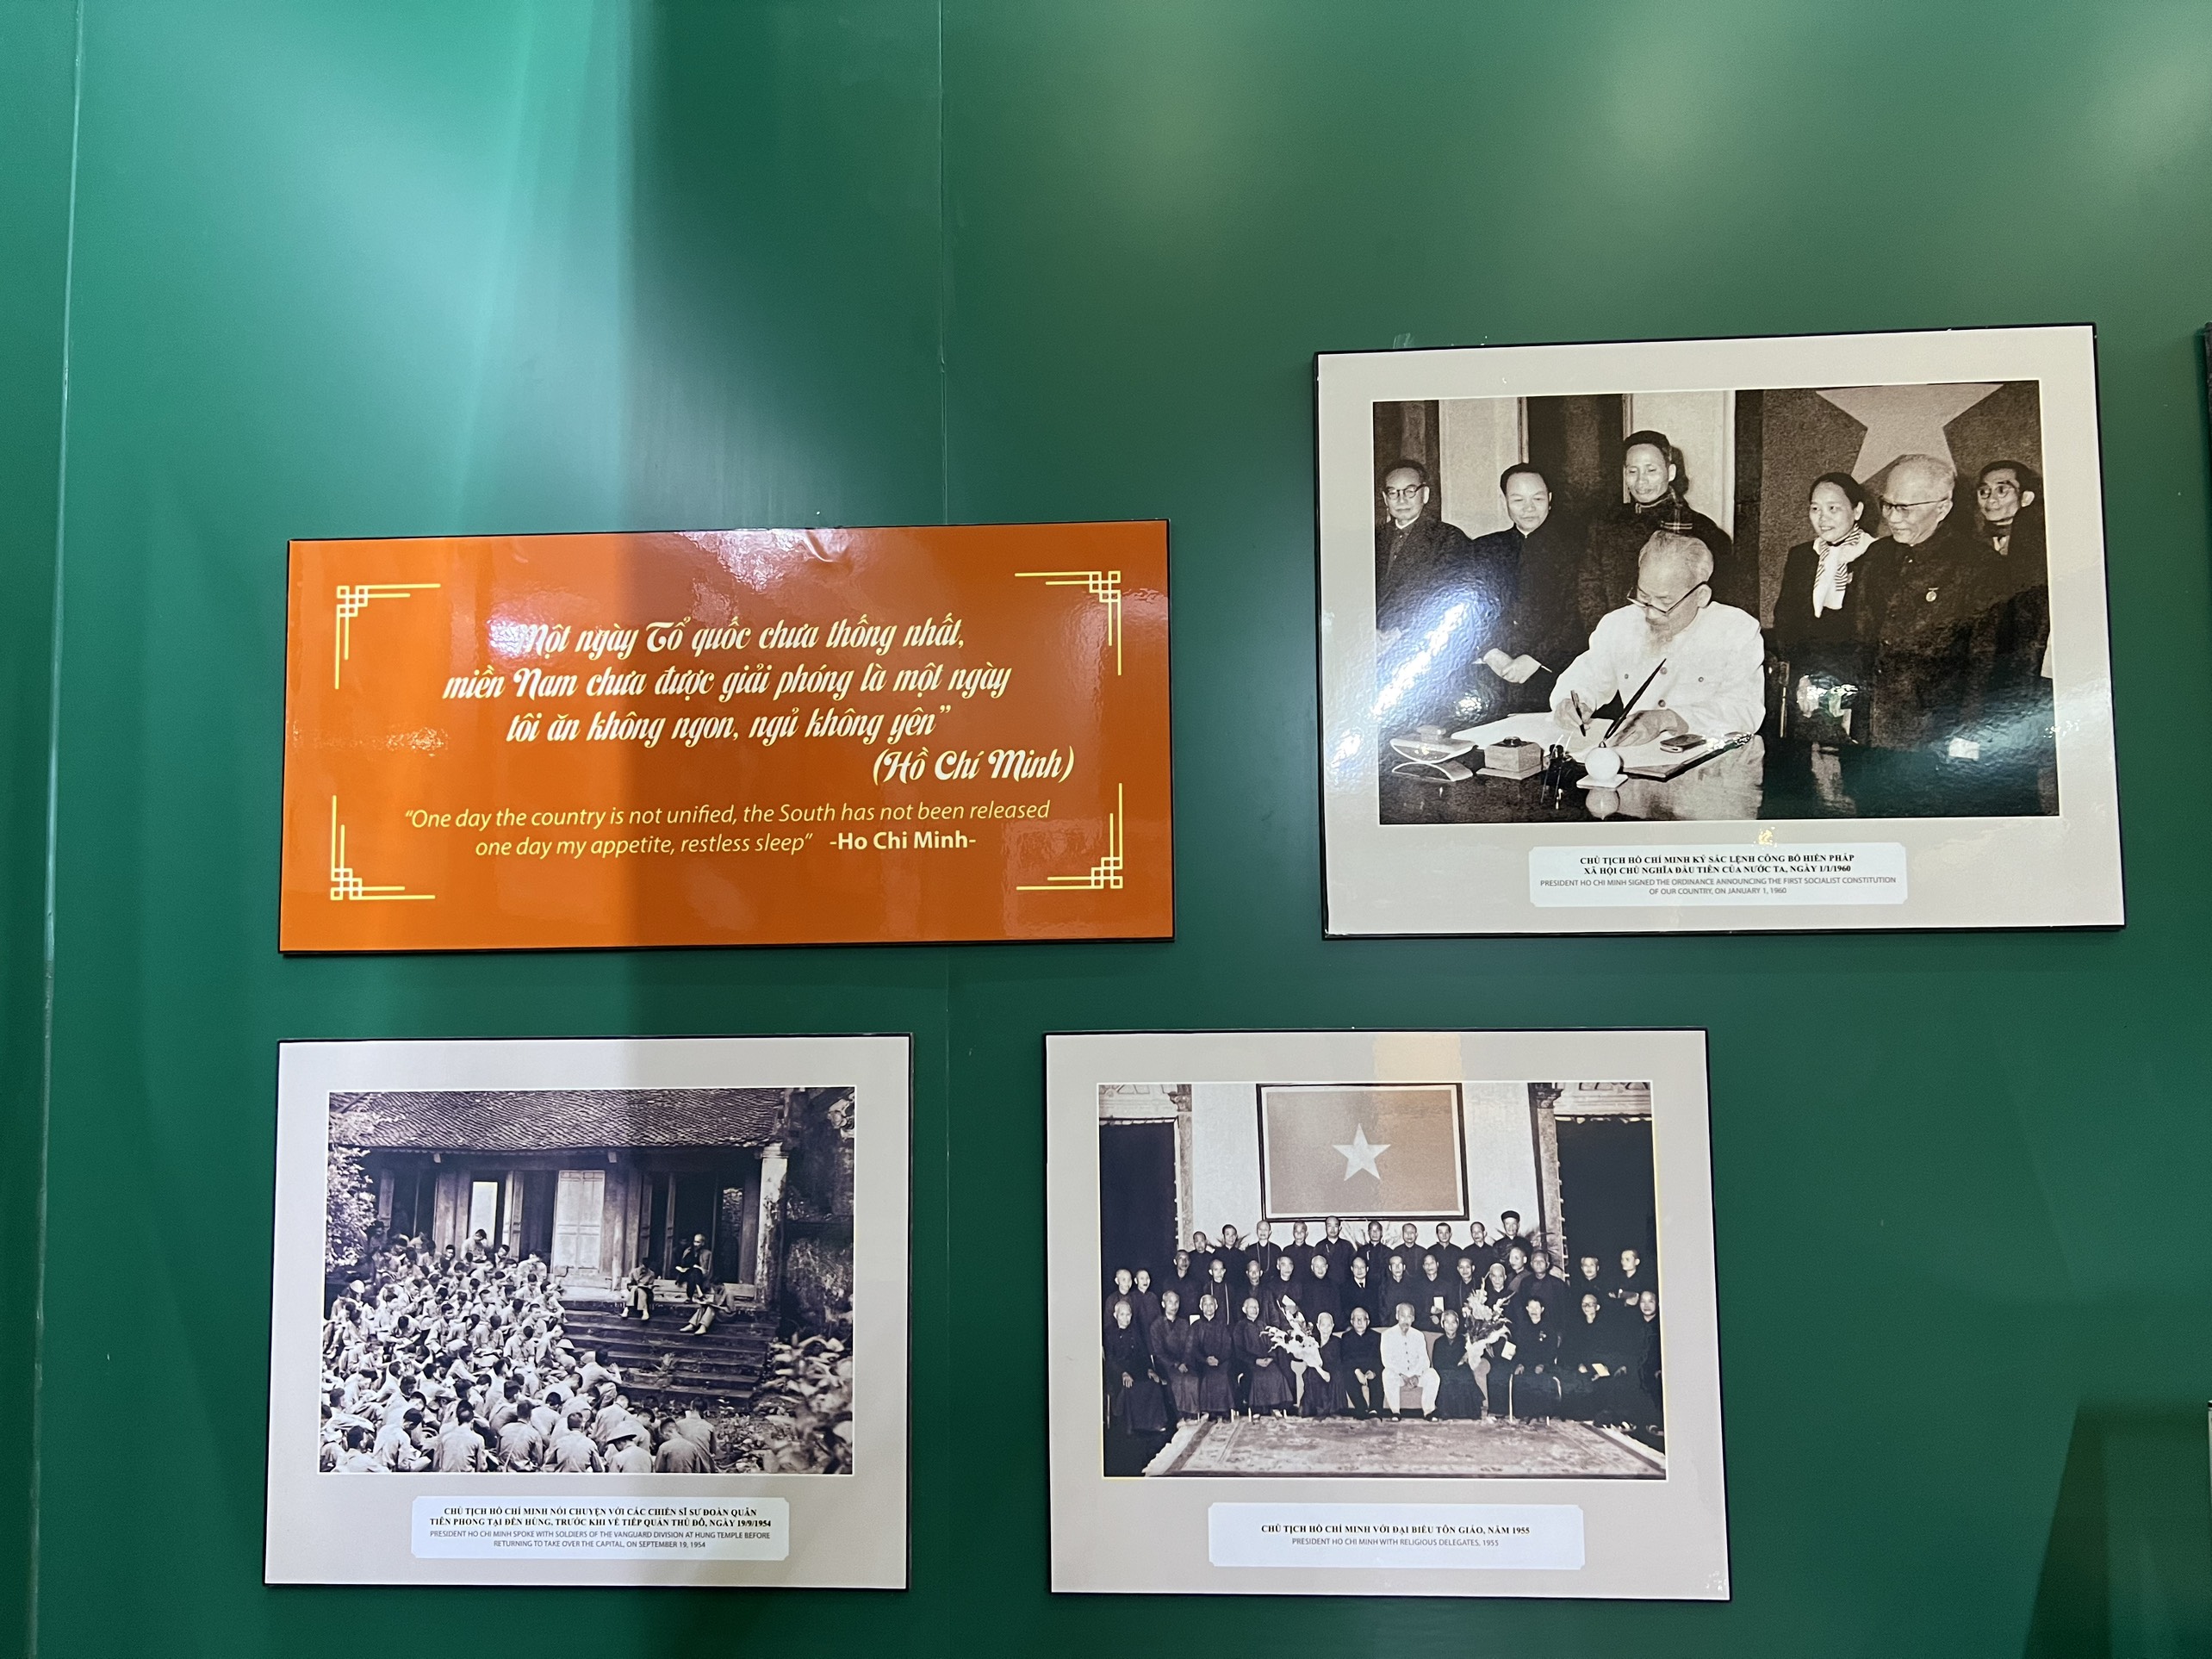 "Một ngày Tổ quốc chưa thống nhất,
miền Nam chưa được giải phóng là một ngày
tôi ăn không ngon, ngủ không yên"
(Hồ Chí Minh)
"One day the country is not unified, the South has not been released
one day my appetite, restless sleep" -Ho Chi Minh-
CHỦ TỊCH HỒ CHÍ MINH KÝ SẮC LỆNH CÔNG BỐ HIẾN PHÁP
XÃ HỘI CHỦ NGHĨA ĐẦU TIÊN CỦA NƯỚC TA, NGÀY 1/1/1960
PRESIDENT HO CHI MINH SIGNED THE ORDINANCE ANNOUNCING THE FIRST SOCIALIST CONSTITUTION
OF OUR COUNTRY, ON JANUARY 1, 1960
CHỦ TỊCH HỒ CHÍ MINH NÓI CHUYỆN VỚI CÁC CHIẾN SĨ SƯ ĐOÀN QUÂN
TIÊN PHONG TẠI ĐỀN HÙNG, TRƯỚC KHI VỀ TIẾP QUẢN THỦ ĐÔ, NGÀY 19/9/1954
PRESIDENT HO CHI MINH SPOKE WITH SOLDIERS OF THE VANGUARD DIVISION AT HUNG TEMPLE BEFORE
RETURNING TO TAKE OVER THE CAPITAL, ON SEPTEMBER 19, 1954
CHỦ TỊCH HỒ CHÍ MINH VỚI ĐẠI BIỂU TÔN GIÁO, NĂM 1955
PRESIDENT HO CHI MINH WITH RELIGIOUS DELEGATES, 1955